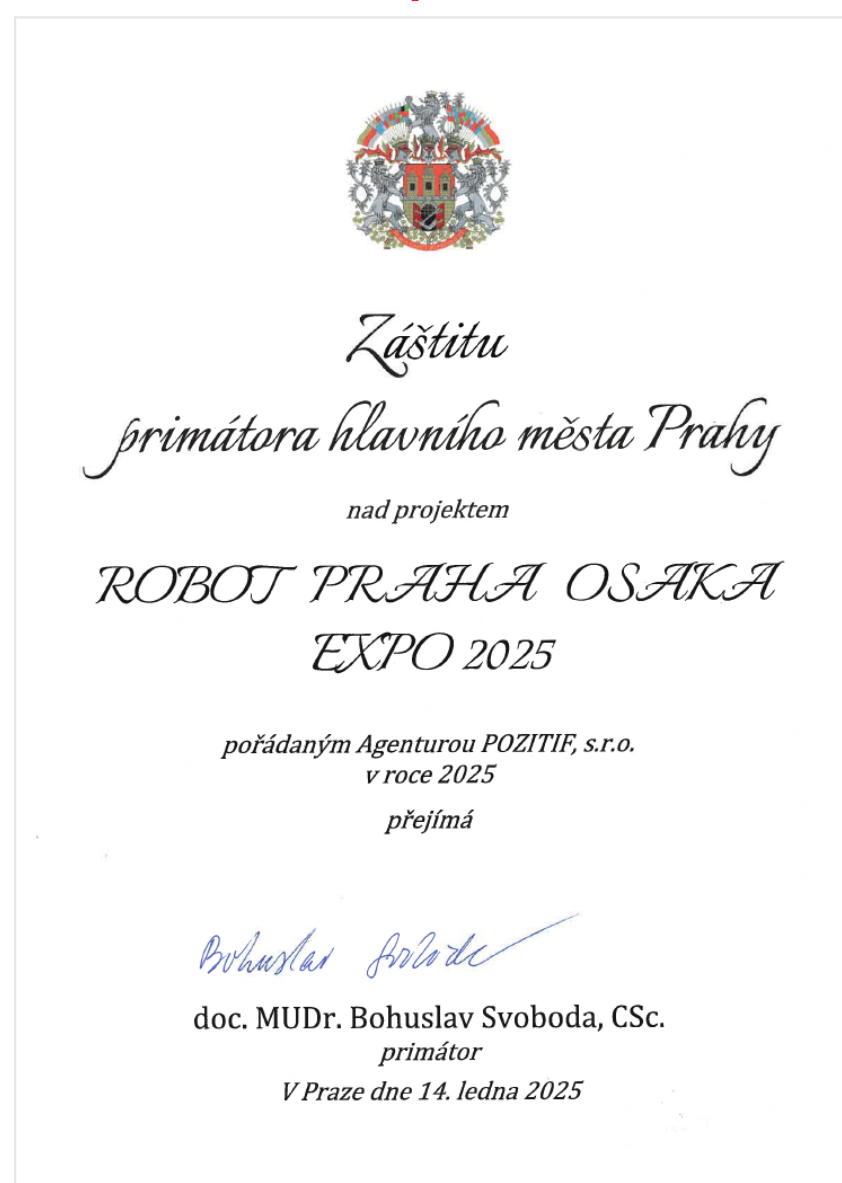 Záštitu
primátora hlavního města Prahy
nad projektem
ROBOT PRAHA OSAKA
EXPO 2025
pořádaným Agenturou POZITIF, s.r.o.
v roce 2025
přejímá
Bohuslav Svoboda
doc. MUDr. Bohuslav Svoboda, CSc.
primátor
V Praze dne 14. ledna 2025